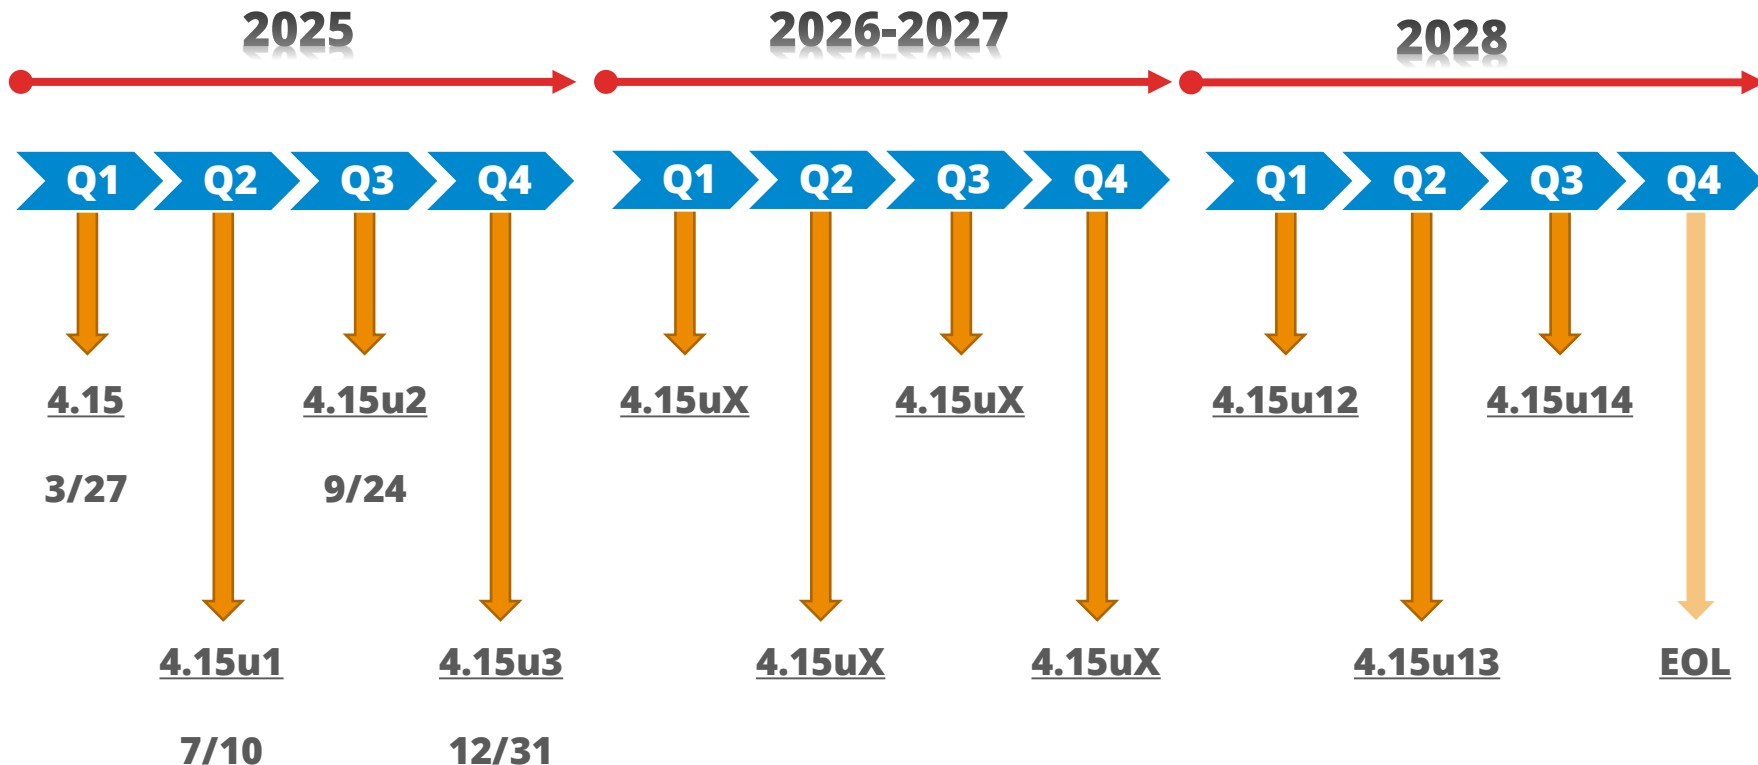 2025 2026-2027 2028
Q1 Q2 Q3 Q4 Q1 Q2 Q3 Q4 Q1 Q2 Q3 Q4
4.15 4.15u2 4.15uX 4.15uX 4.15u12 4.15u14
3/27 9/24
4.15u1 4.15u3 4.15uX 4.15uX 4.15u13 EOL
7/10 12/31